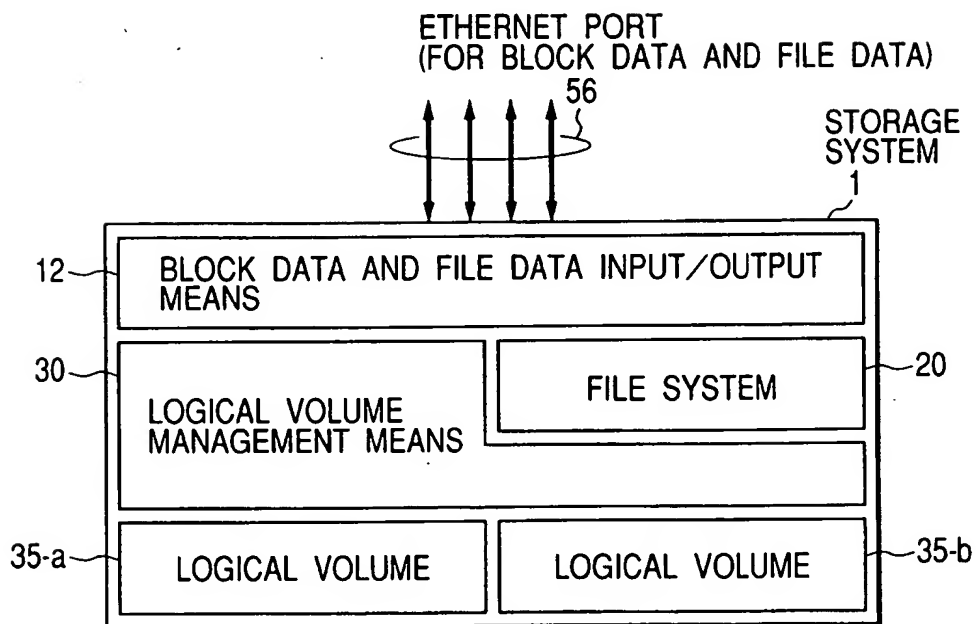 ETHERNET PORT
(FOR BLOCK DATA AND FILE DATA)
56
STORAGE
SYSTEM
1
12
BLOCK DATA AND FILE DATA INPUT/OUTPUT
MEANS
30
20
FILE SYSTEM
LOGICAL VOLUME
MANAGEMENT MEANS
35-a
LOGICAL VOLUME
LOGICAL VOLUME
35-b